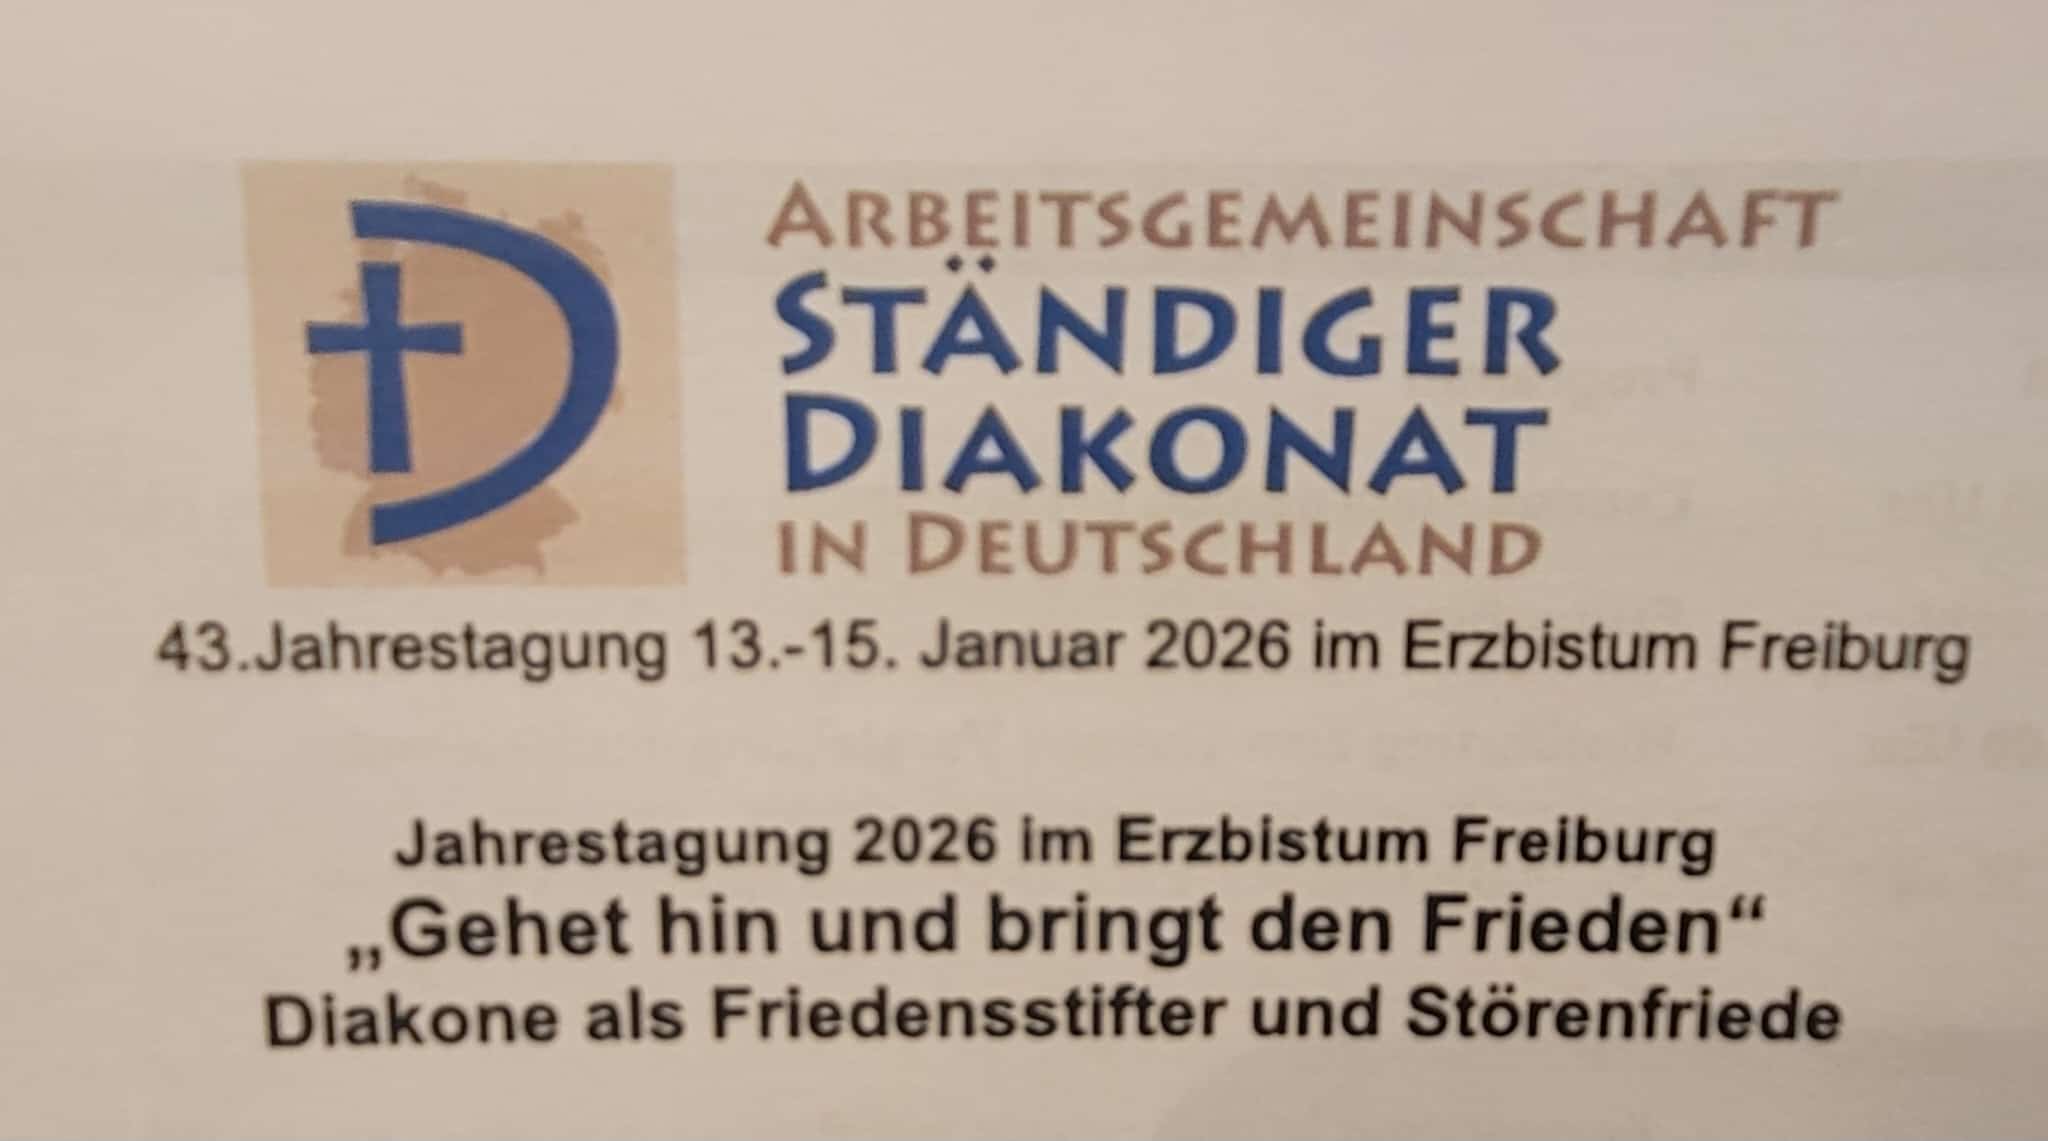 ARBEITSGEMEINSCHAFT
STÄNDIGER
DIAKONAT
IN DEUTSCHLAND
43.Jahrestagung 13.-15. Januar 2026 im Erzbistum Freiburg
Jahrestagung 2026 im Erzbistum Freiburg
„Gehet hin und bringt den Frieden“
Diakone als Friedensstifter und Störenfriede